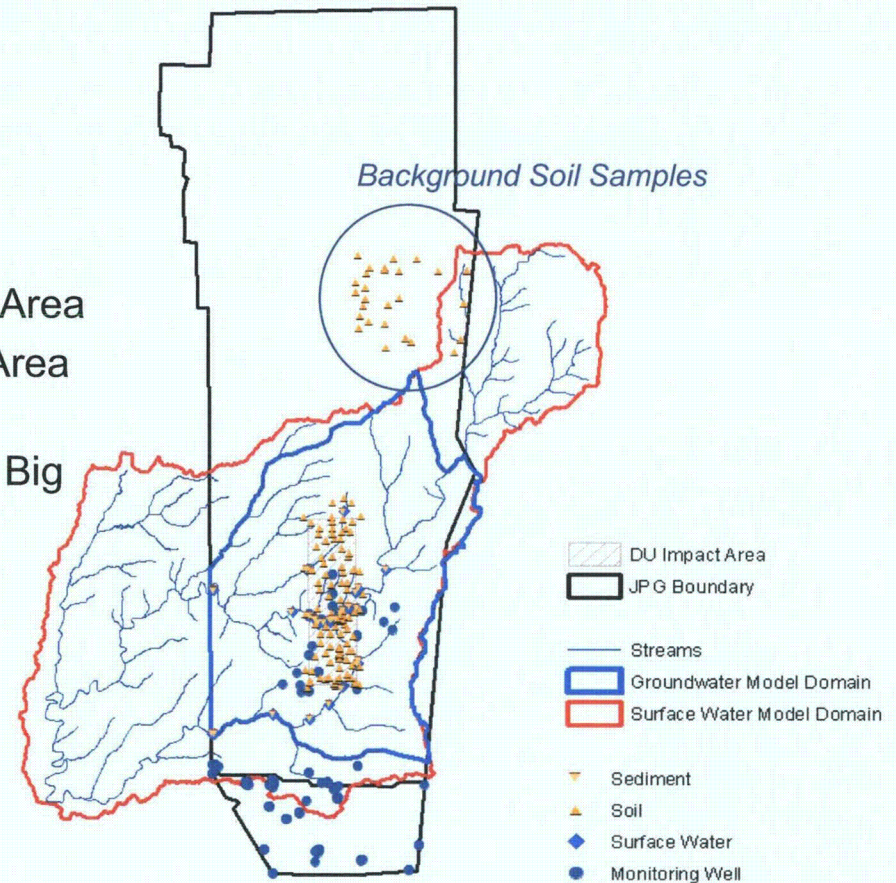 Background Soil Samples
Area
Area
Big
DU Impact Area
JPG Boundary
Streams
Groundwater Model Domain
Surface Water Model Domain
Sediment
Soil
Surface Water
Monitoring Well